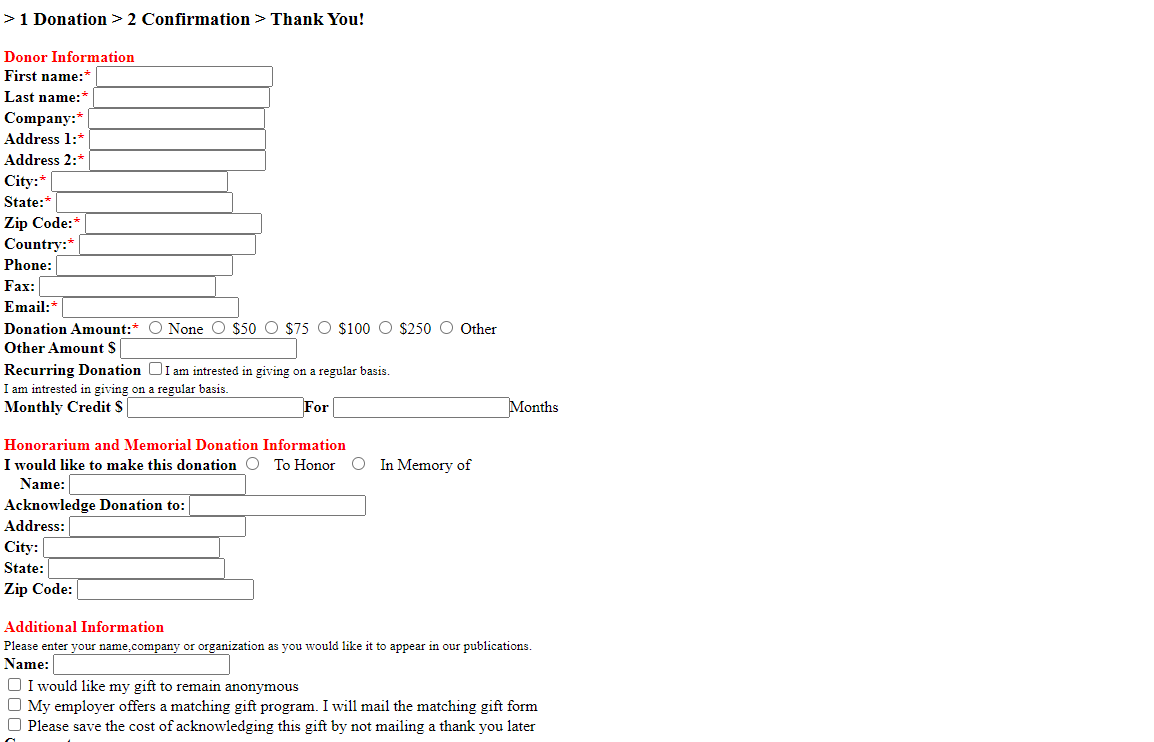 > 1 Donation > 2 Confirmation > Thank You!
Donor Information
First name:*
Last name:*
Company:*
Address 1:*
Address 2:*
City:*
State:*
Zip Code:*
Country:*
Phone:
Fax:
Email:*
Donation Amount:* None $50 $75 $100 $250 Other
Other Amount $
Recurring Donation I am intrested in giving on a regular basis.
I am intrested in giving on a regular basis.
Monthly Credit $ For Months
Honorarium and Memorial Donation Information
I would like to make this donation To Honor In Memory of
Name:
Acknowledge Donation to:
Address:
City:
State:
Zip Code:
Additional Information
Please enter your name,company or organization as you would like it to appear in our publications.
Name:
I would like my gift to remain anonymous
My employer offers a matching gift program. I will mail the matching gift form
Please save the cost of acknowledging this gift by not mailing a thank you later